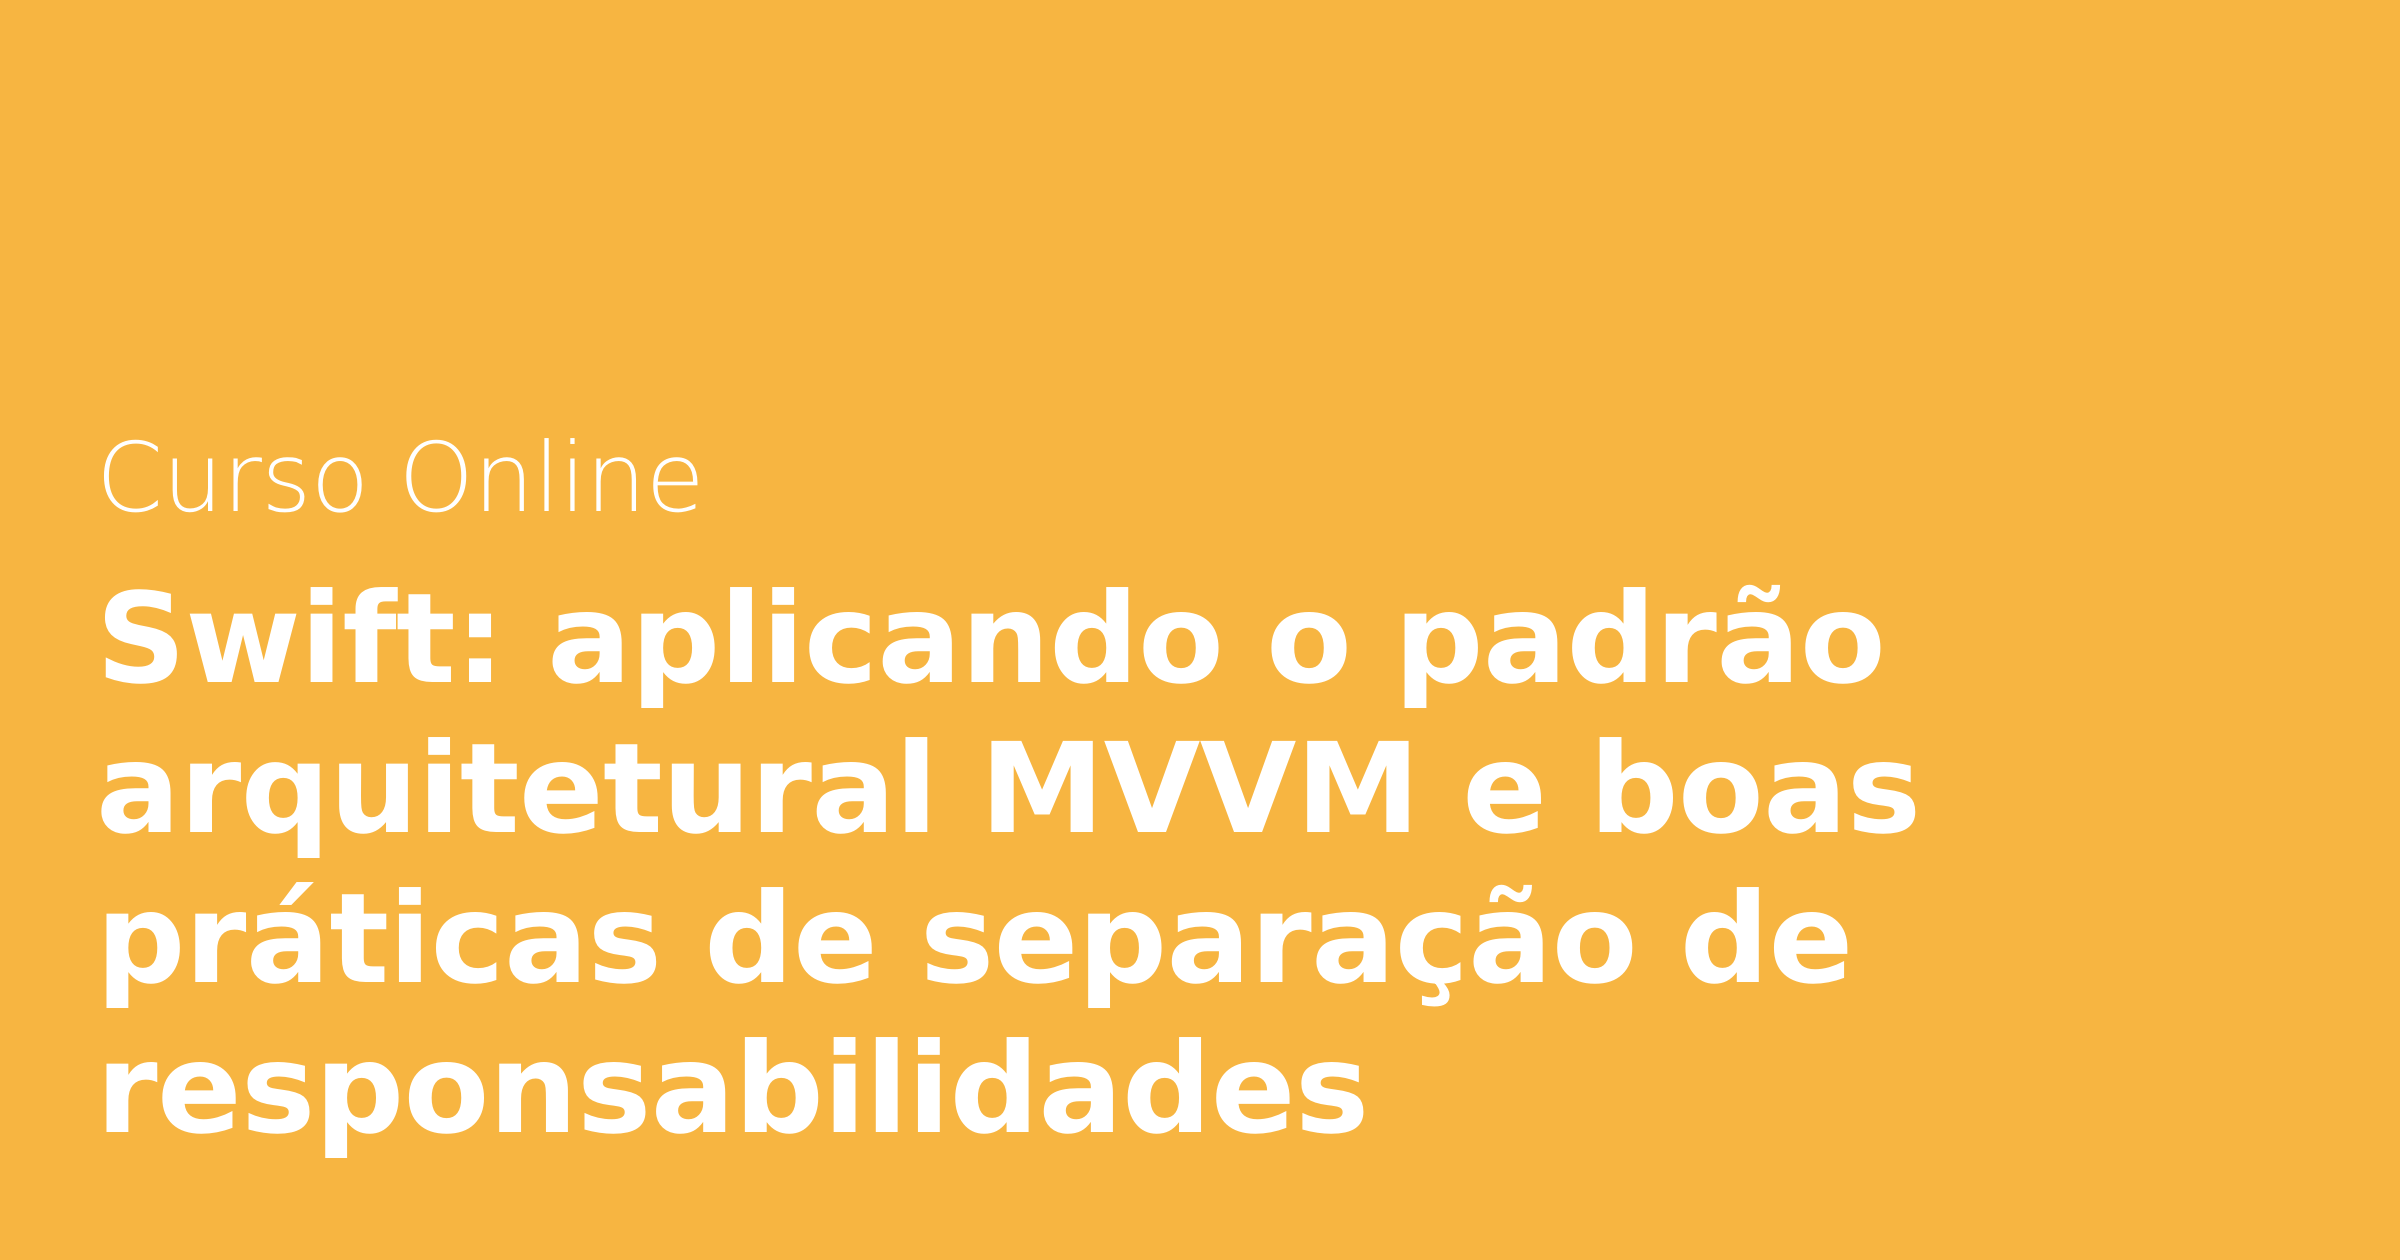 Curso Online
Swift: aplicando o padrão
arquitetural MVVM e boas
práticas de separação de
responsabilidades